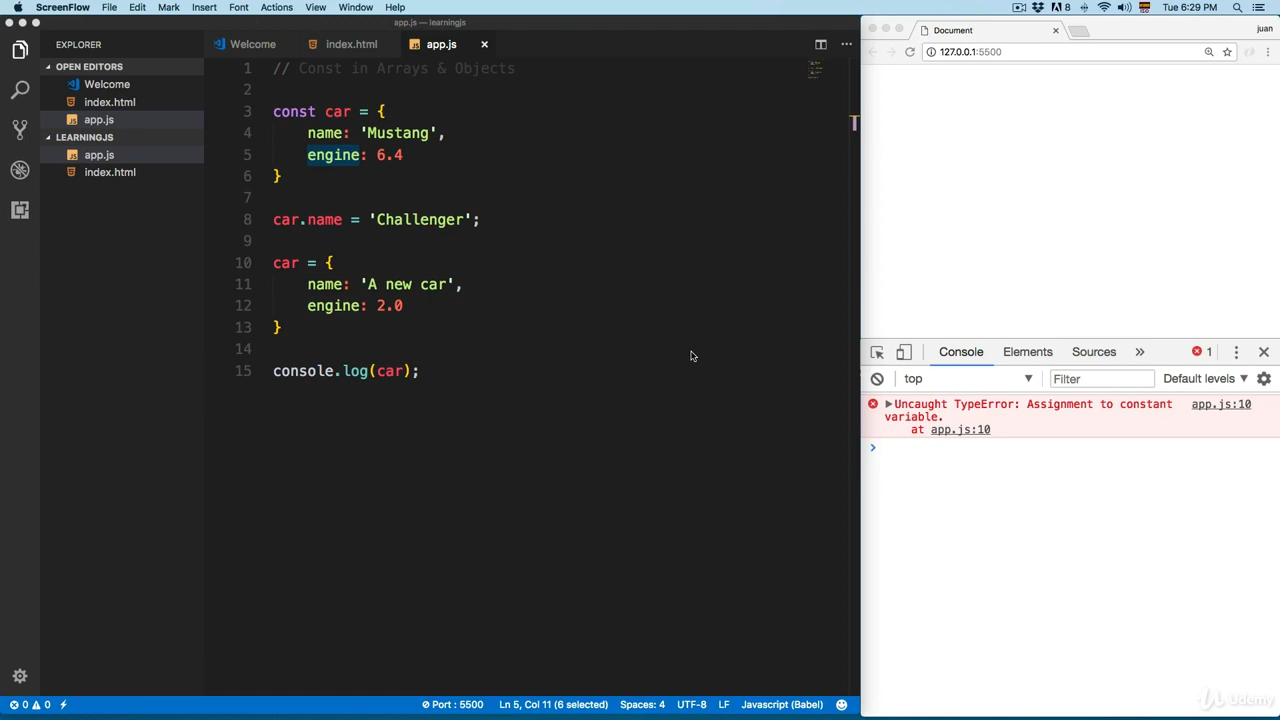 ScreenFlow File Edit Mark Insert Font Actions View Window Help
8 Tue 6:29 PM
app.js — learningjs
EXPLORER
OPEN EDITORS
Welcome
index.html
app.js
LEARNINGJS
app.js
index.html
Welcome index.html app.js
1 // Const in Arrays & Objects
2
3 const car = {
4 name: 'Mustang',
5 engine: 6.4
6 }
7
8 car.name = 'Challenger';
9
10 car = {
11 name: 'A new car',
12 engine: 2.0
13 }
14
15 console.log(car);
0 0
Port : 5500 Ln 5, Col 11 (6 selected) Spaces: 4 UTF-8 LF Javascript (Babel)
Document juan
127.0.0.1:5500
Console Elements Sources 1
top Filter Default levels
Uncaught TypeError: Assignment to constant app.js:10
variable.
at app.js:10
Udemy